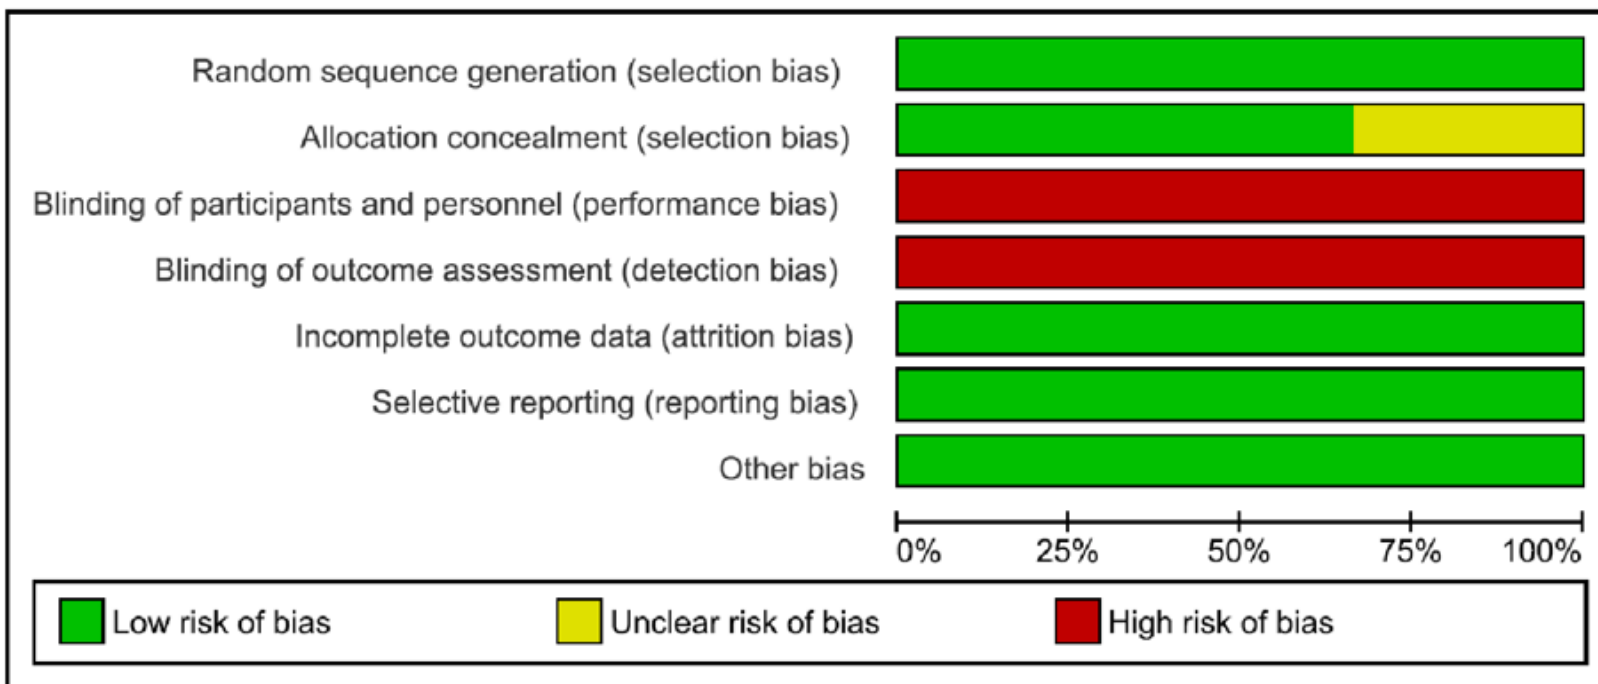 Random sequence generation (selection bias)
Allocation concealment (selection bias)
Blinding of participants and personnel (performance bias)
Blinding of outcome assessment (detection bias)
Incomplete outcome data (attrition bias)
Selective reporting (reporting bias)
Other bias
0% 25% 50% 75% 100%
Low risk of bias Unclear risk of bias High risk of bias